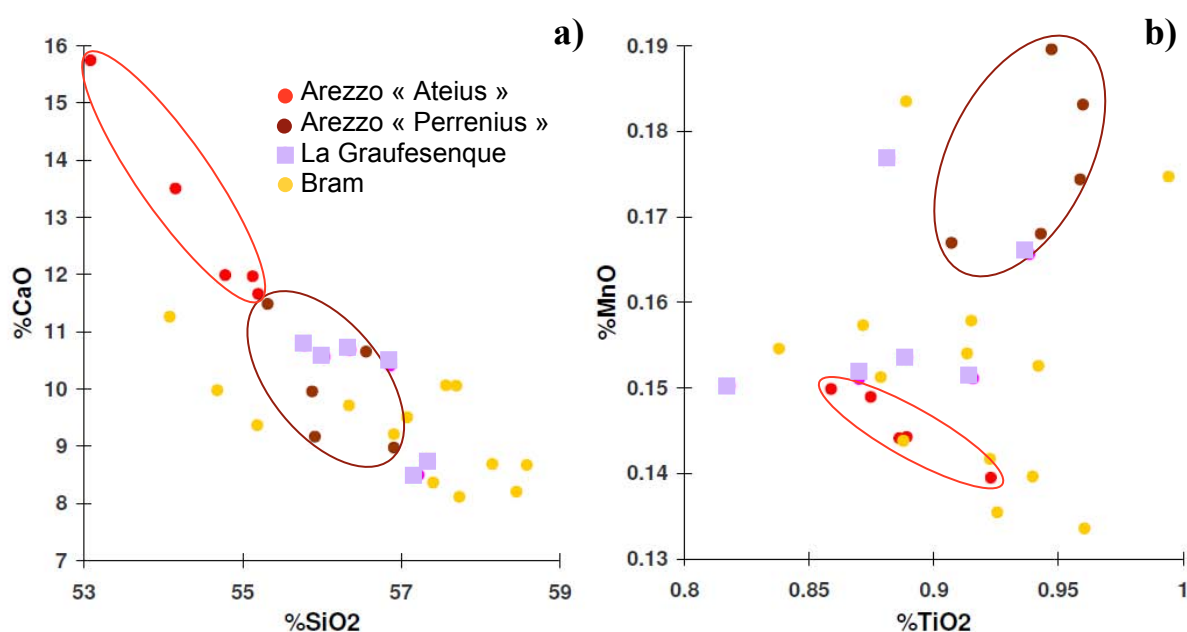 a)
%CaO
16
15
14
13
12
11
10
9
8
7
53
55
57
59
%SiO2
Arezzo « Ateius »
Arezzo « Perrenius »
La Graufesenque
Bram
b)
%MnO
0.19
0.18
0.17
0.16
0.15
0.14
0.13
0.8
0.85
0.9
0.95
1
%TiO2